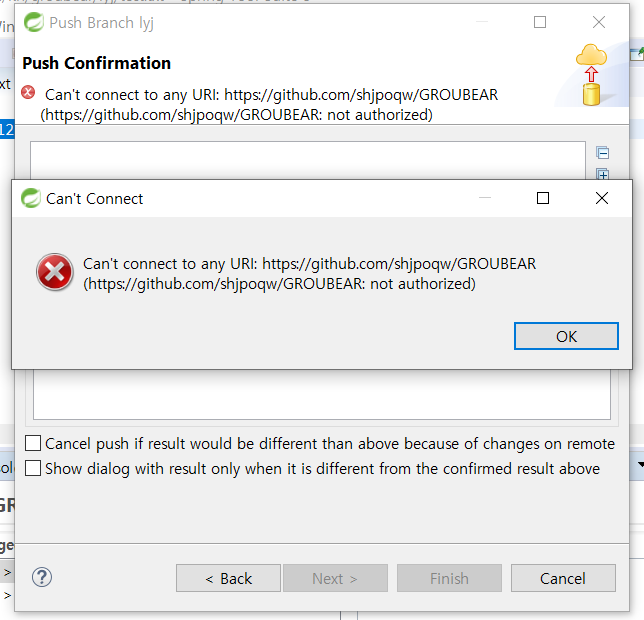 Push Branch lyj
Push Confirmation
Can't connect to any URI: https://github.com/shjpoqw/GROUBEAR
(https://github.com/shjpoqw/GROUBEAR: not authorized)
Can't Connect
Can't connect to any URI: https://github.com/shjpoqw/GROUBEAR
(https://github.com/shjpoqw/GROUBEAR: not authorized)
OK
Cancel push if result would be different than above because of changes on remote
Show dialog with result only when it is different from the confirmed result above
< Back
Next >
Finish
Cancel